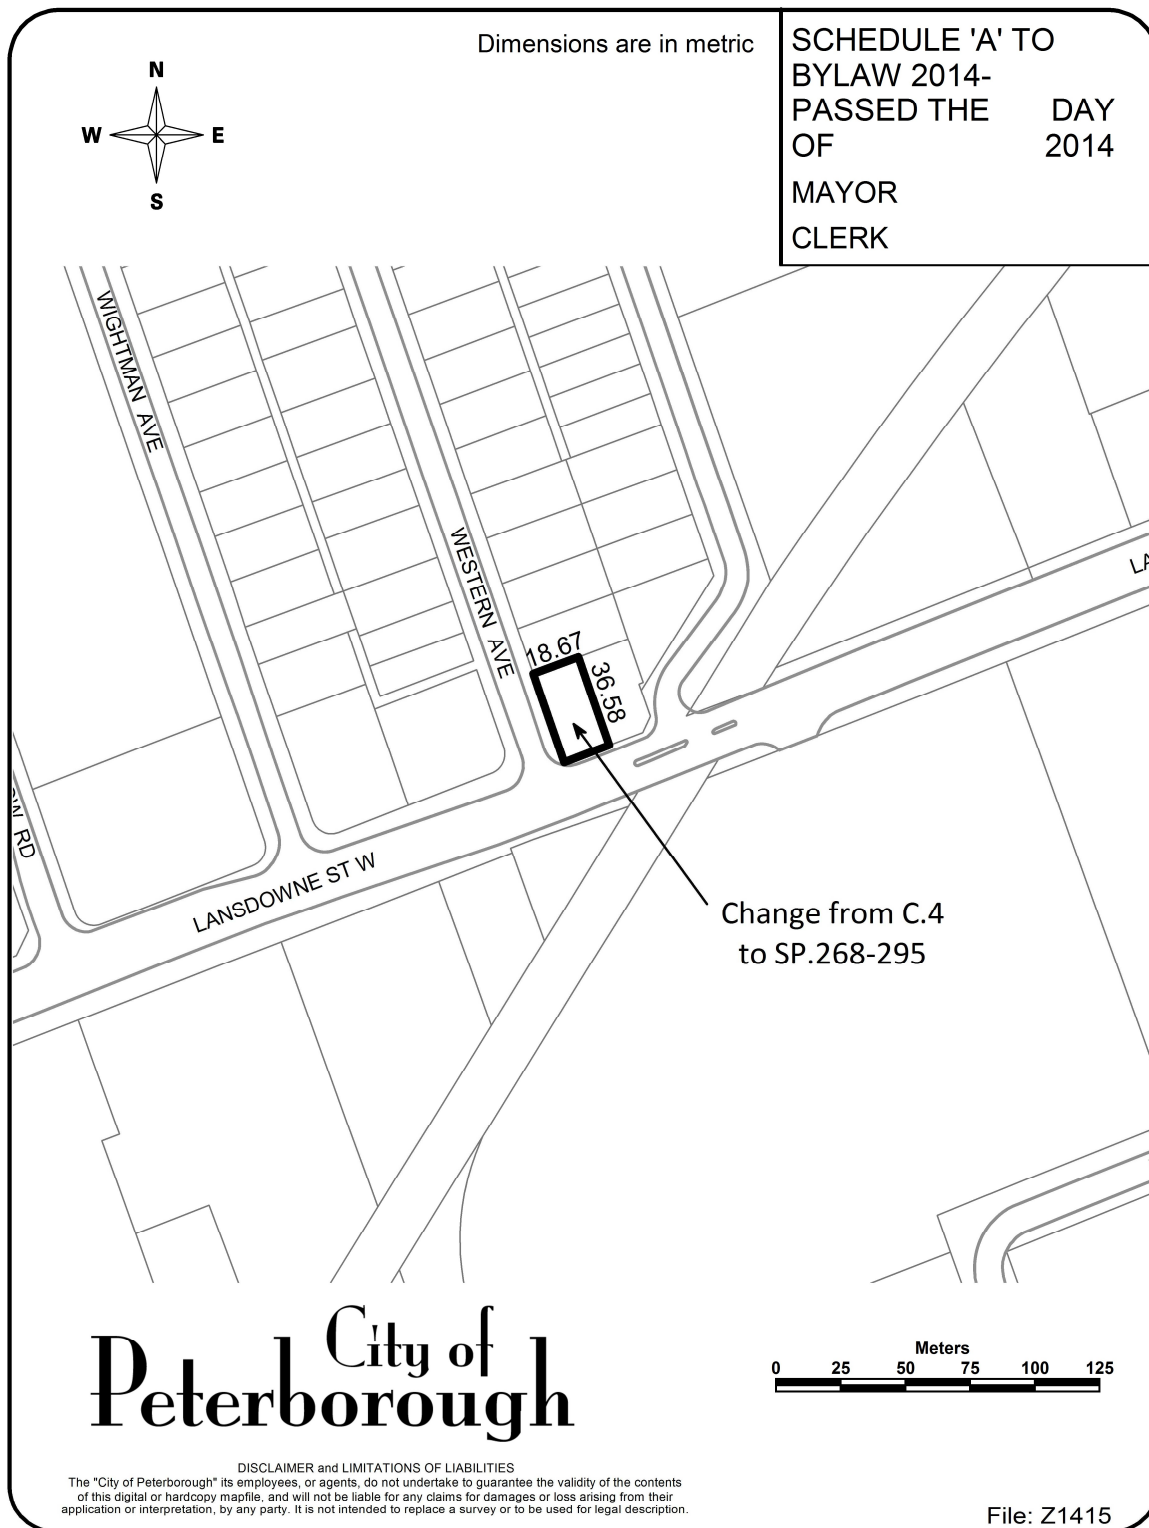 Dimensions are in metric
SCHEDULE 'A' TO
BYLAW 2014-
PASSED THE DAY
OF 2014
MAYOR
CLERK
N
W E
S
WIGHTMAN AVE
WESTERN AVE
LA
18.67
36.58
RD
LANSDOWNE ST W
Change from C.4
to SP.268-295
City of
Peterborough
Meters
0 25 50 75 100 125
DISCLAIMER and LIMITATIONS OF LIABILITIES
The "City of Peterborough" its employees, or agents, do not undertake to guarantee the validity of the contents
of this digital or hardcopy mapfile, and will not be liable for any claims for damages or loss arising from their
application or interpretation, by any party. It is not intended to replace a survey or to be used for legal description.
File: Z1415